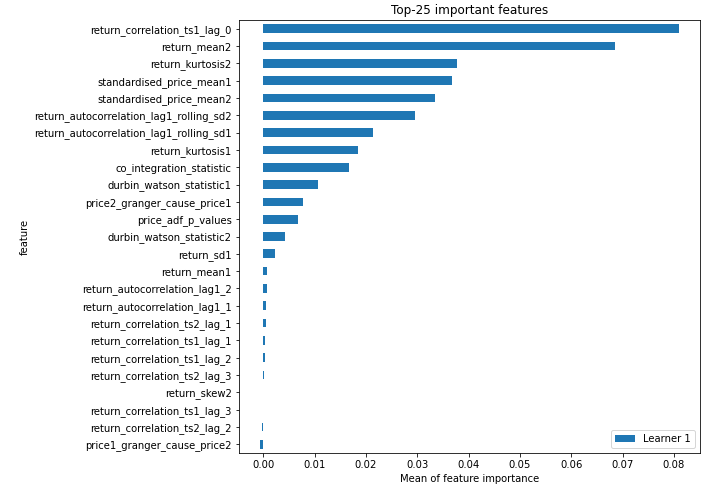 Top-25 important features
return_correlation_ts1_lag_0
return_mean2
return_kurtosis2
standardised_price_mean1
standardised_price_mean2
return_autocorrelation_lag1_rolling_sd2
return_autocorrelation_lag1_rolling_sd1
return_kurtosis1
co_integration_statistic
durbin_watson_statistic1
price2_granger_cause_price1
price_adf_p_values
durbin_watson_statistic2
return_sd1
return_mean1
return_autocorrelation_lag1_2
return_autocorrelation_lag1_1
return_correlation_ts2_lag_1
return_correlation_ts1_lag_1
return_correlation_ts1_lag_2
return_correlation_ts2_lag_3
return_skew2
return_correlation_ts1_lag_3
return_correlation_ts2_lag_2
price1_granger_cause_price2
feature
Learner 1
0.00 0.01 0.02 0.03 0.04 0.05 0.06 0.07 0.08
Mean of feature importance